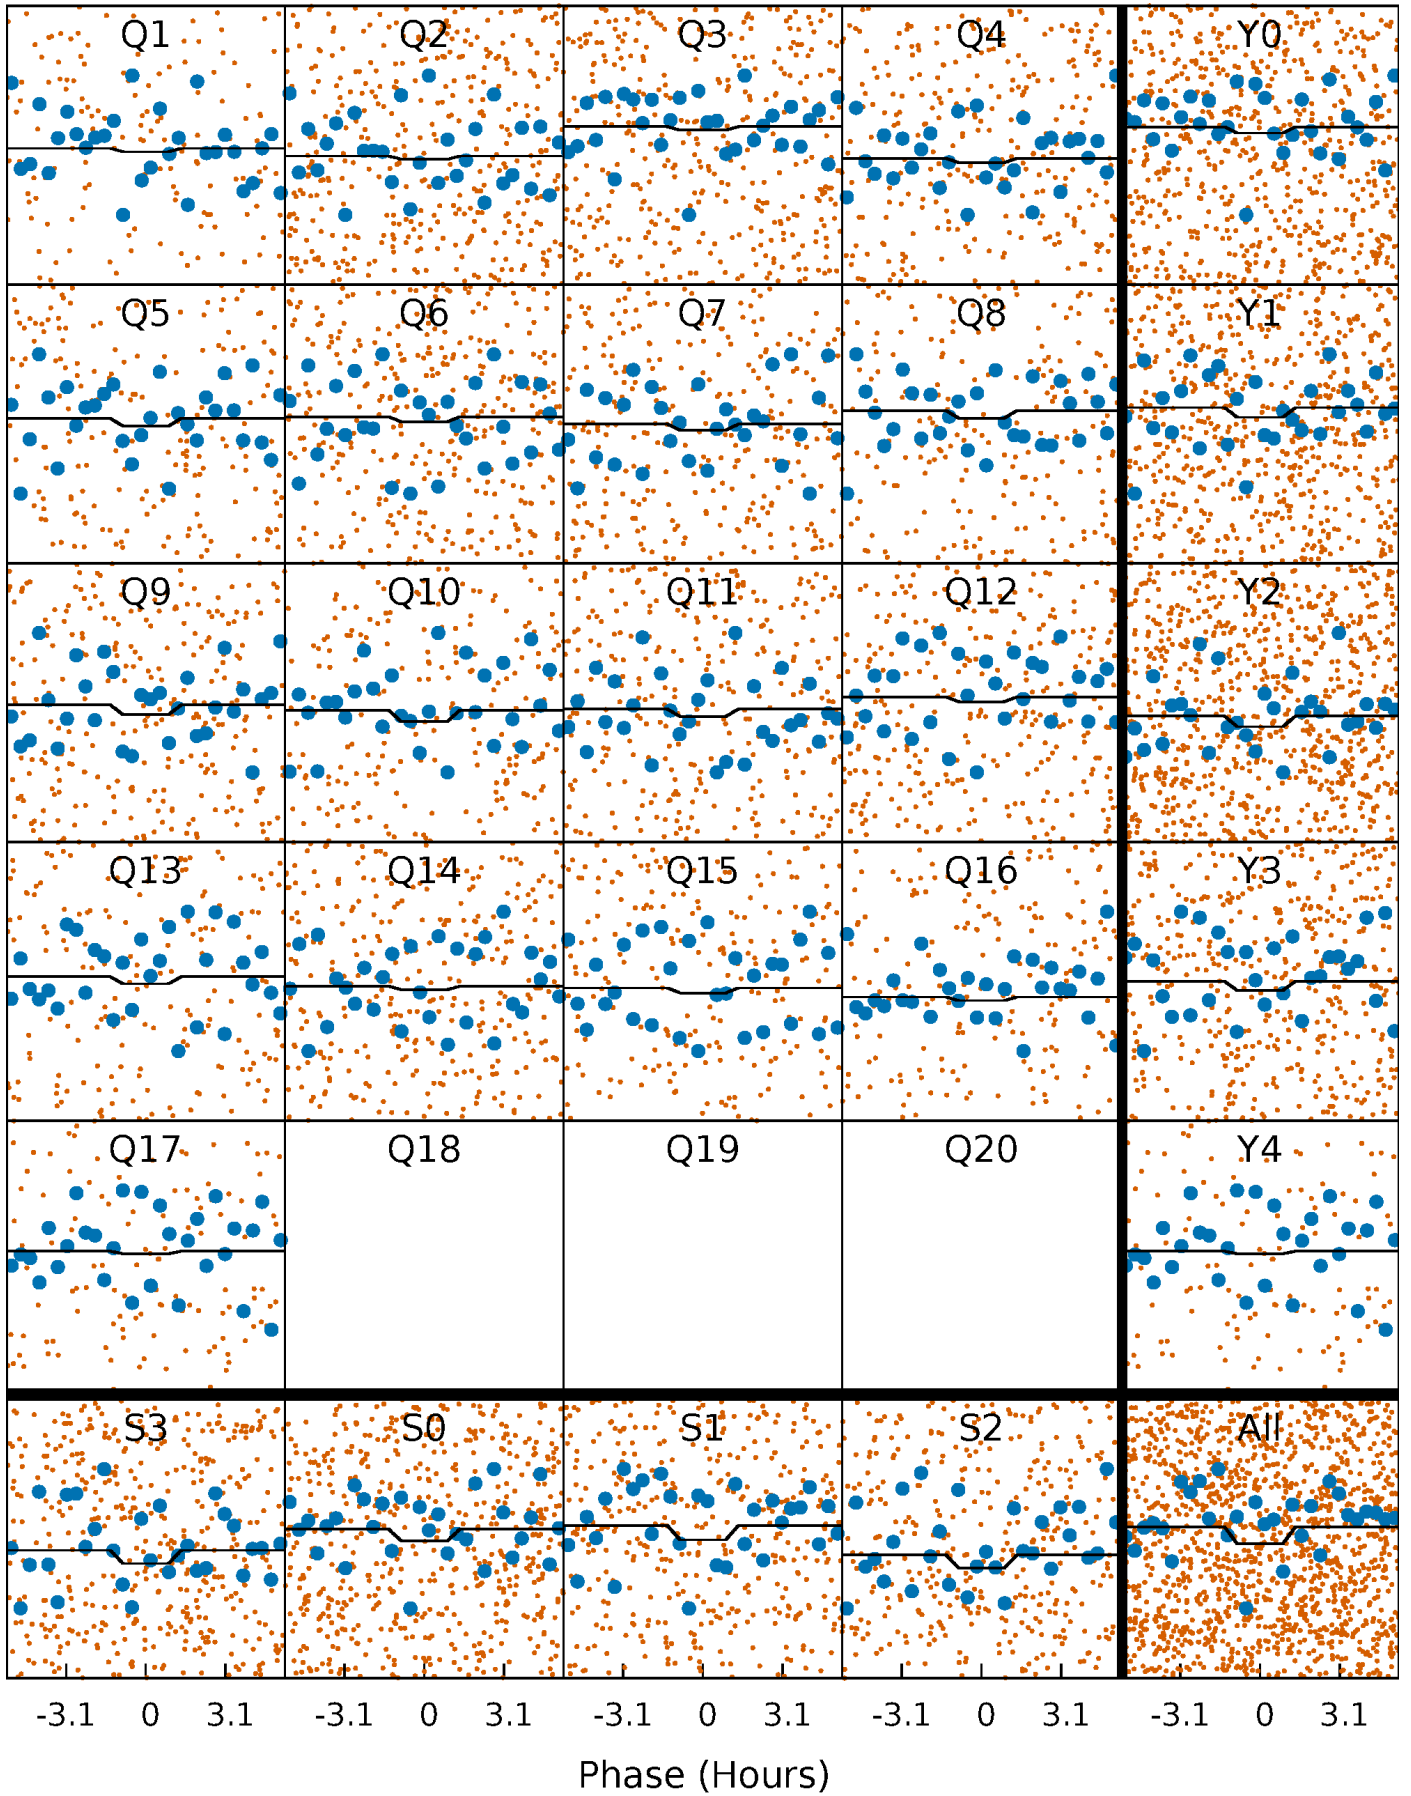 Q1 Q2 Q3 Q4 Y0
Q5 Q6 Q7 Q8 Y1
Q9 Q10 Q11 Q12 Y2
Q13 Q14 Q15 Q16 Y3
Q17 Q18 Q19 Q20 Y4
S3 S0 S1 S2 All
-3.1 0 3.1 -3.1 0 3.1 -3.1 0 3.1 -3.1 0 3.1 -3.1 0 3.1
Phase (Hours)